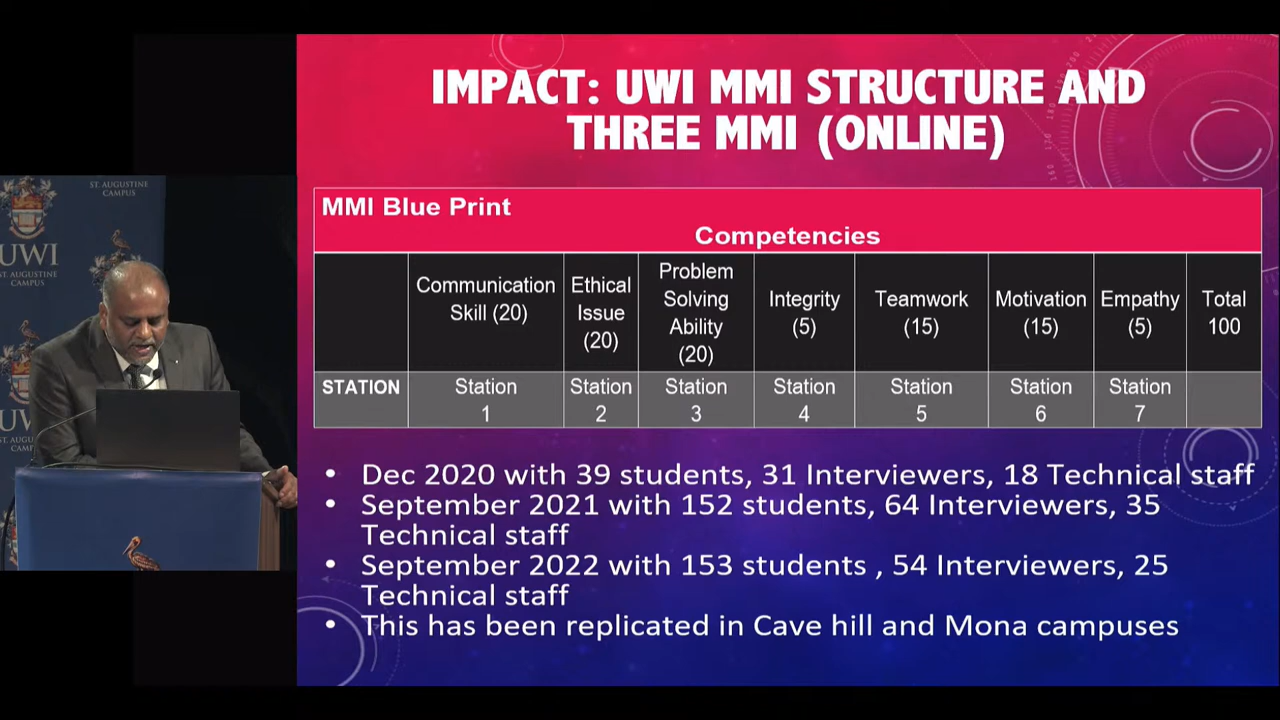 IMPACT: UWI MMI STRUCTURE AND
THREE MMI (ONLINE)
MMI Blue Print
Competencies
Communication
Skill (20)
Ethical
Issue
(20)
Problem
Solving
Ability
(20)
Integrity
(5)
Teamwork
(15)
Motivation
(15)
Empathy
(5)
Total
100
STATION
Station
1
Station
2
Station
3
Station
4
Station
5
Station
6
Station
7
• Dec 2020 with 39 students, 31 Interviewers, 18 Technical staff
• September 2021 with 152 students, 64 Interviewers, 35
Technical staff
• September 2022 with 153 students , 54 Interviewers, 25
Technical staff
• This has been replicated in Cave hill and Mona campuses
ST. AUGUSTINE
CAMPUS
UWI
ST. AUGUSTINE
CAMPUS